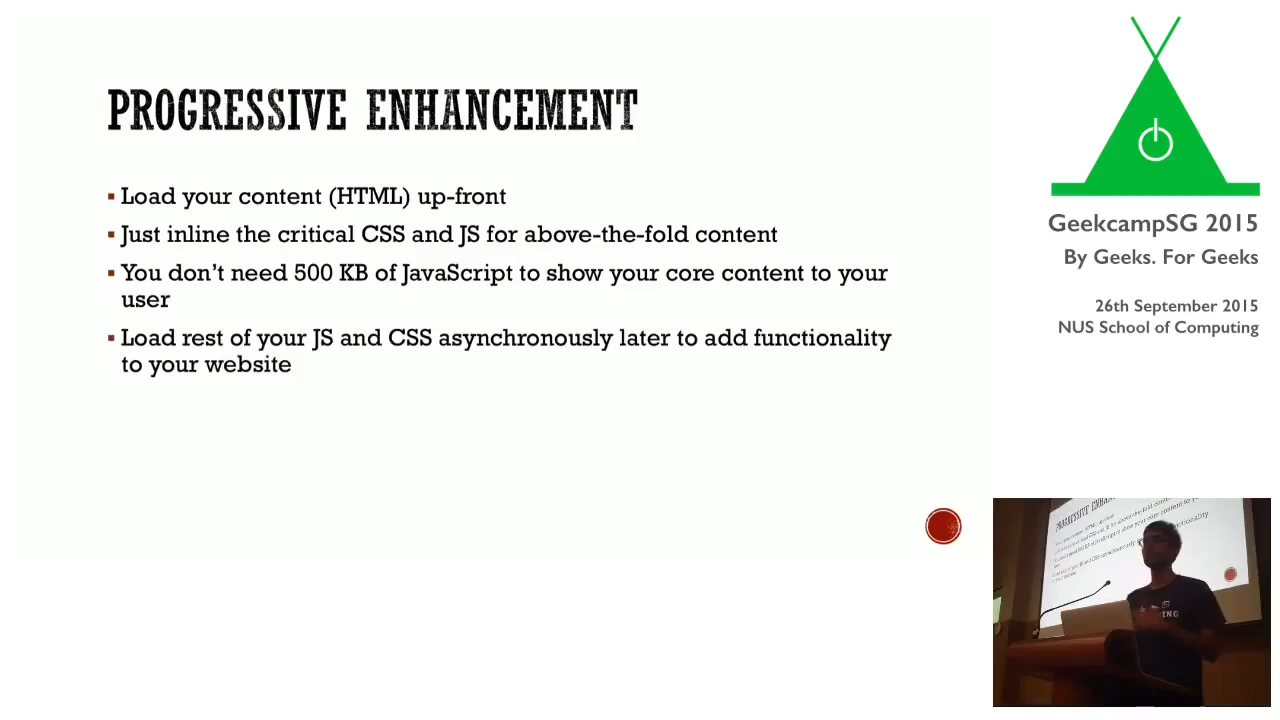 PROGRESSIVE ENHANCEMENT
▪ Load your content (HTML) up-front
▪ Just inline the critical CSS and JS for above-the-fold content
▪ You don’t need 500 KB of JavaScript to show your core content to your
user
▪ Load rest of your JS and CSS asynchronously later to add functionality
to your website
GeekcampSG 2015
By Geeks. For Geeks
26th September 2015
NUS School of Computing